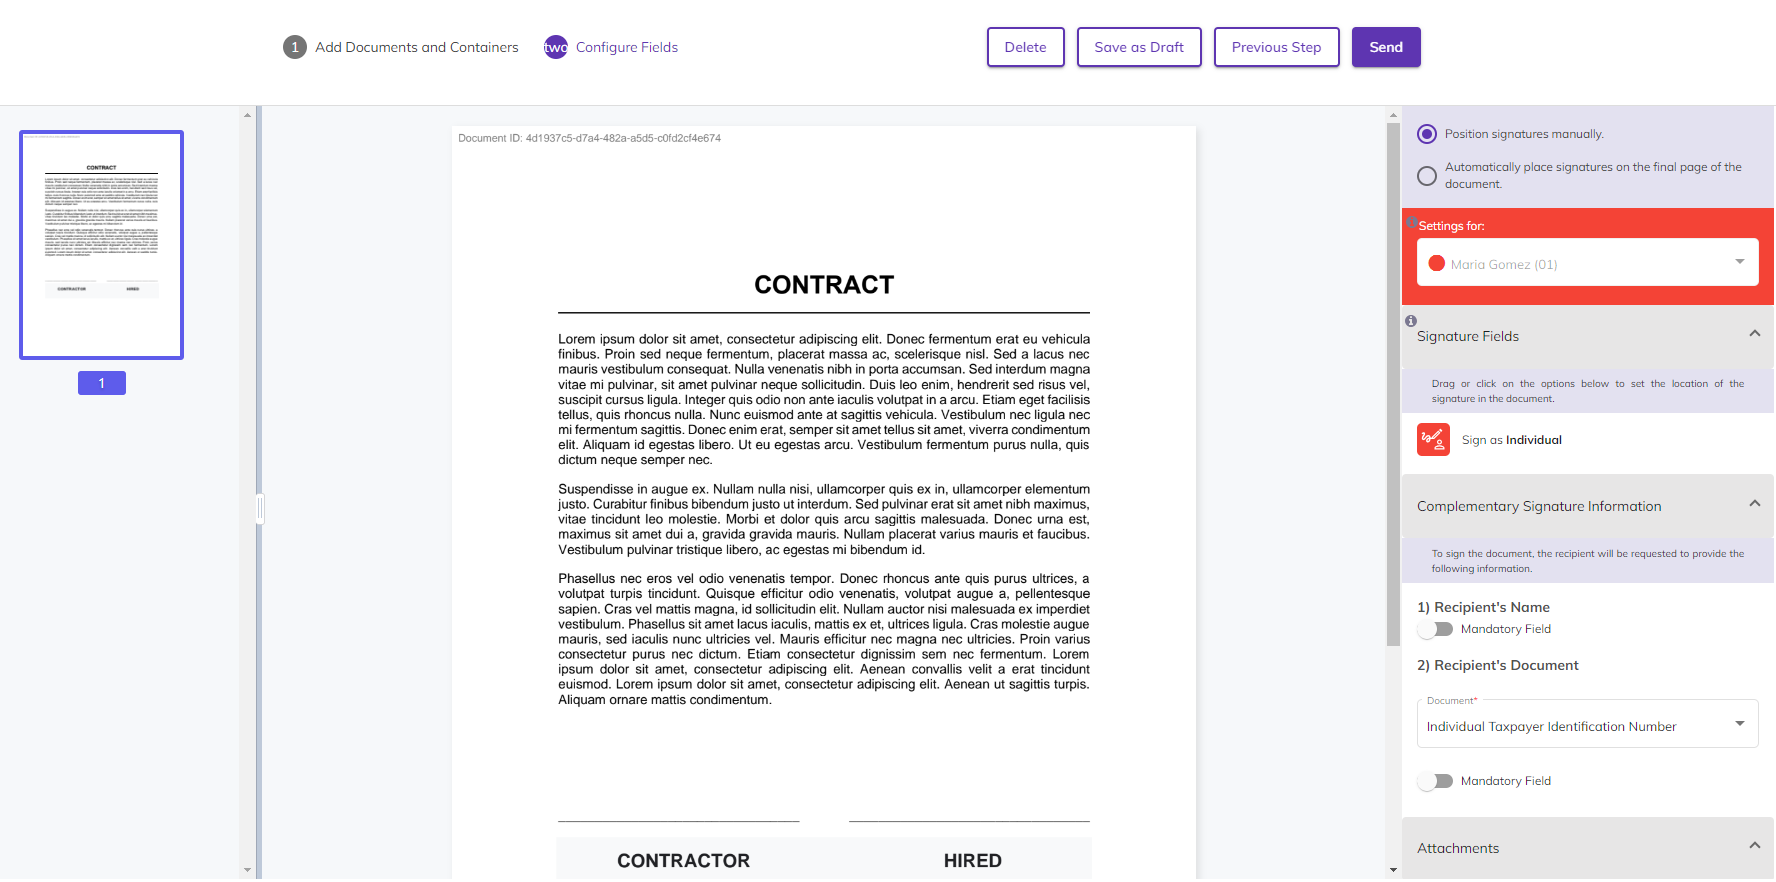 1 Add Documents and Containers two Configure Fields Delete Save as Draft Previous Step Send
CONTRACT
CONTRACTOR HIRED
1
Document ID: 4d1937c5-d7a4-482a-a5d5-c0fd2cf4e674
CONTRACT
Lorem ipsum dolor sit amet, consectetur adipiscing elit. Donec fermentum erat eu vehicula
finibus. Proin sed neque fermentum, placerat massa ac, scelerisque nisl. Sed a lacus nec
mauris vestibulum consequat. Nulla venenatis nibh in porta accumsan. Sed interdum magna
vitae mi pulvinar, sit amet pulvinar neque sollicitudin. Duis leo enim, hendrerit sed risus vel,
suscipit cursus ligula. Integer quis odio non ante iaculis volutpat in a arcu. Etiam eget facilisis
tellus, quis rhoncus nulla. Nunc euismod ante at sagittis vehicula. Vestibulum nec ligula nec
mi fermentum sagittis. Donec enim erat, semper sit amet tellus sit amet, viverra condimentum
elit. Aliquam id egestas libero. Ut eu egestas arcu. Vestibulum fermentum purus nulla, quis
dictum neque semper nec.
Suspendisse in augue ex. Nullam nulla nisi, ullamcorper quis ex in, ullamcorper elementum
justo. Curabitur finibus bibendum justo ut interdum. Sed pulvinar erat sit amet nibh maximus,
vitae tincidunt leo molestie. Morbi et dolor quis arcu sagittis malesuada. Donec urna est,
maximus sit amet dui a, gravida gravida mauris. Nullam placerat varius mauris et faucibus.
Vestibulum pulvinar tristique libero, ac egestas mi bibendum id.
Phasellus nec eros vel odio venenatis tempor. Donec rhoncus ante quis purus ultrices, a
volutpat turpis tincidunt. Quisque efficitur odio venenatis, volutpat augue a, pellentesque
sapien. Cras vel mattis magna, id sollicitudin elit. Nullam auctor nisi malesuada ex imperdiet
vestibulum. Phasellus sit amet lacus iaculis, mattis ex et, ultrices ligula. Cras molestie augue
mauris, sed iaculis nunc ultricies vel. Mauris efficitur nec magna nec ultricies. Proin varius
consectetur purus nec dictum. Etiam consectetur dignissim sem nec fermentum. Lorem
ipsum dolor sit amet, consectetur adipiscing elit. Aenean convallis velit a erat tincidunt
euismod. Lorem ipsum dolor sit amet, consectetur adipiscing elit. Aenean ut sagittis turpis.
Aliquam ornare mattis condimentum.
CONTRACTOR HIRED
Position signatures manually.
Automatically place signatures on the final page of the
document.
Settings for:
Maria Gomez (01)
Signature Fields
Drag or click on the options below to set the location of the
signature in the document.
Sign as Individual
Complementary Signature Information
To sign the document, the recipient will be requested to provide the
following information.
1) Recipient's Name
Mandatory Field
2) Recipient's Document
Document*
Individual Taxpayer Identification Number
Mandatory Field
Attachments